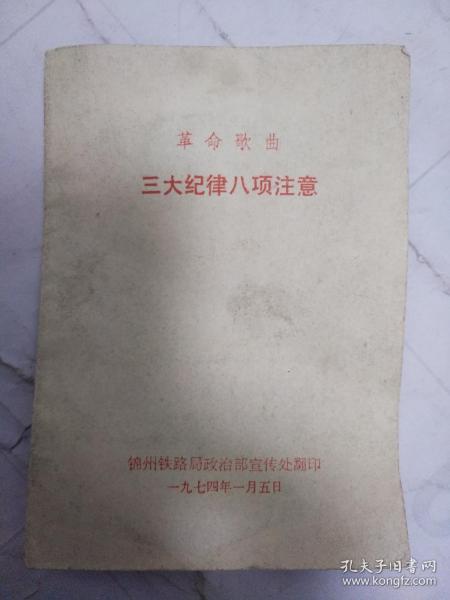 革命歌曲
三大纪律八项注意
锦州铁路局政治部宣传处翻印
一九七四年一月五日
孔夫子旧书网
www.kongfz.com